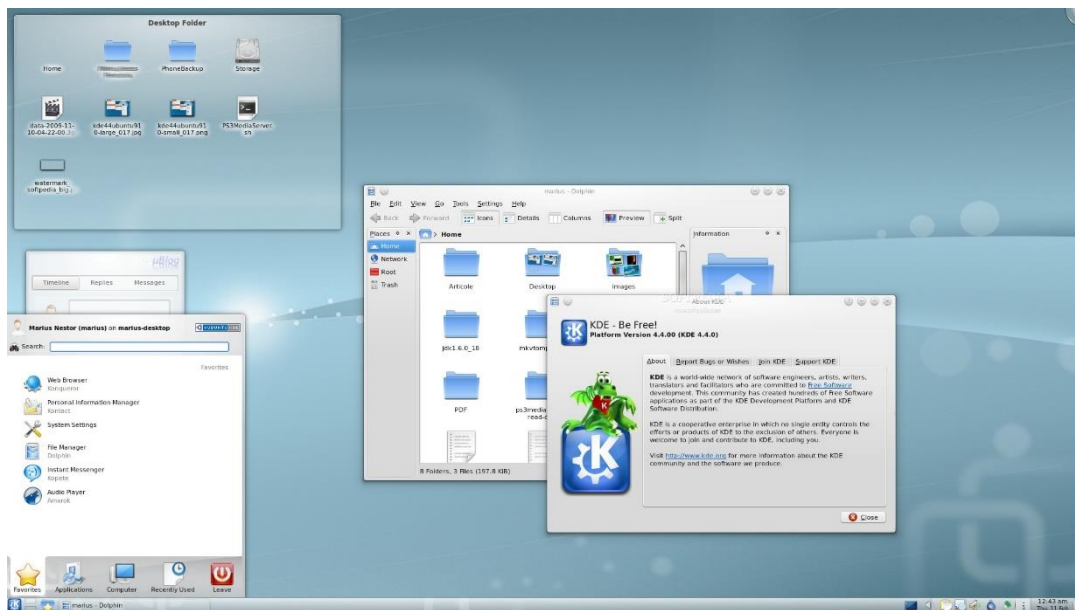 Desktop Folder
Home
PhoneBackup
Storage
data-2009-11-
10-04-22-00.
kde44ubuntu91
0-large_017.jpg
kde44ubuntu91
0-small_017.png
PS3MediaServer.
sh
watermark_
softpedia_big.
µBlog
Timeline Replies Messages
Marius Nestor (marius) on marius-desktop
Search:
Favorites
Web Browser
Konqueror
Personal Information Manager
Kontact
System Settings
File Manager
Dolphin
Instant Messenger
Kopete
Audio Player
Amarok
Favorites Applications Computer Recently Used Leave
marius - Dolphin
File Edit View Go Tools Settings Help
Back Forward Icons Details Columns Preview Split
Places
Home
Network
Root
Trash
Home
Articole Desktop Images
jdk1.6.0_18
PDF
8 Folders, 3 Files (197.8 KiB)
Information
About KDE
KDE - Be Free!
Platform Version 4.4.00 (KDE 4.4.0)
About Report Bugs or Wishes Join KDE Support KDE
KDE is a world-wide network of software engineers, artists, writers,
translators and facilitators who are committed to Free Software
development. This community has created hundreds of Free Software
applications as part of the KDE Development Platform and KDE
Software Distribution.
KDE is a cooperative enterprise in which no single entity controls the
efforts or products of KDE to the exclusion of others. Everyone is
welcome to join and contribute to KDE, including you.
Visit http://www.kde.org for more information about the KDE
community and the software we produce.
Close
marius - Dolphin
12:43 am